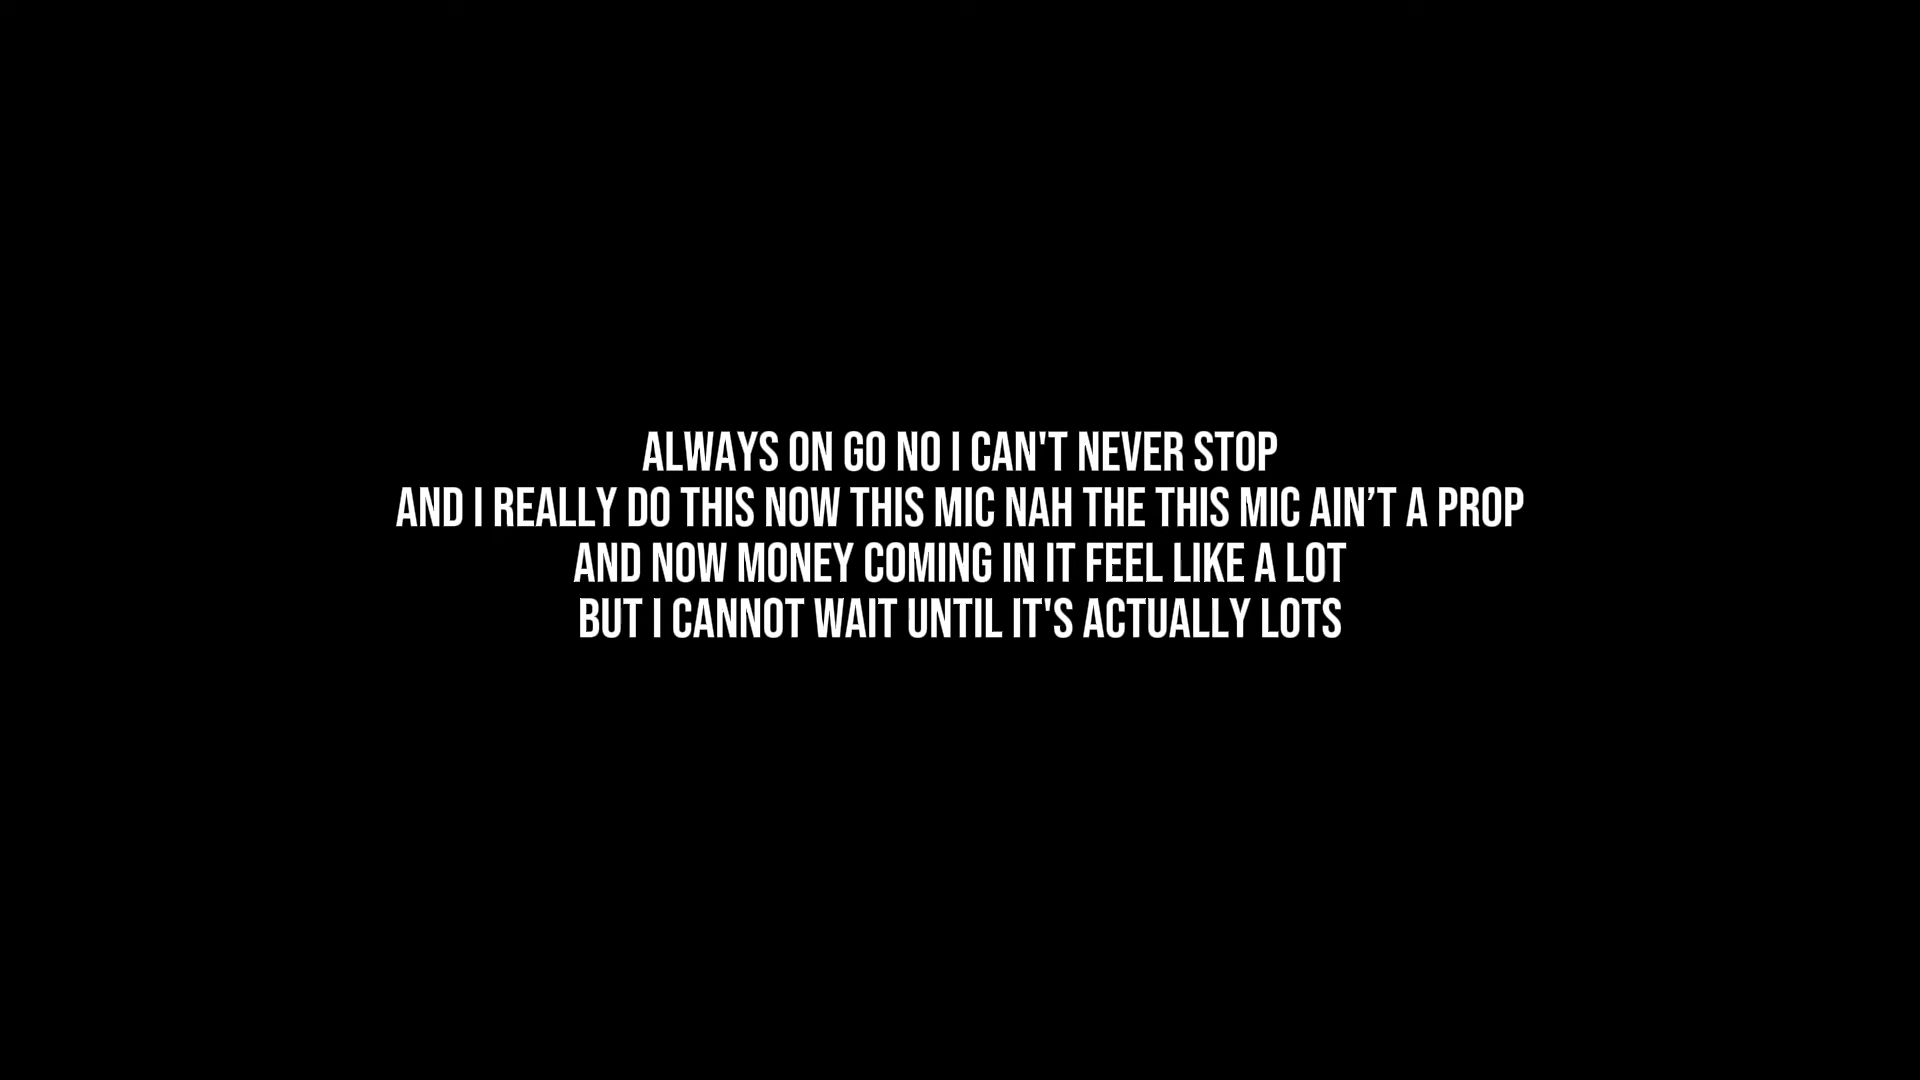 ALWAYS ON GO NO I CAN'T NEVER STOP
AND I REALLY DO THIS NOW THIS MIC NAH THE THIS MIC AIN’T A PROP
AND NOW MONEY COMING IN IT FEEL LIKE A LOT
BUT I CANNOT WAIT UNTIL IT'S ACTUALLY LOTS